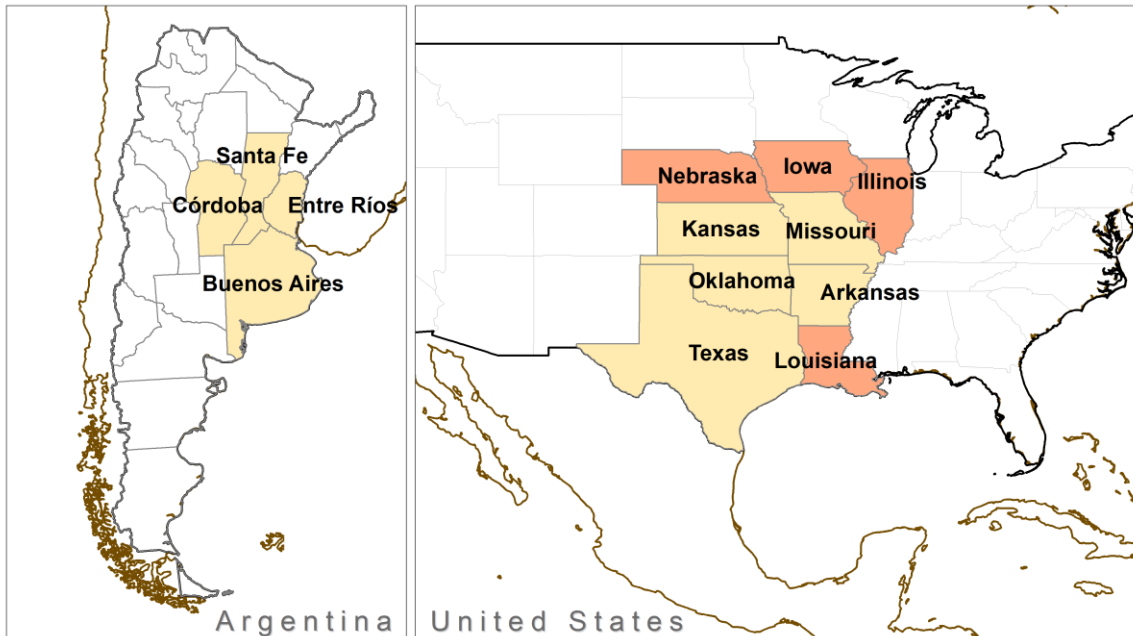 Santa Fe
Córdoba
Entre Ríos
Buenos Aires
Argentina
Nebraska
Iowa
Illinois
Kansas
Missouri
Oklahoma
Arkansas
Texas
Louisiana
United States